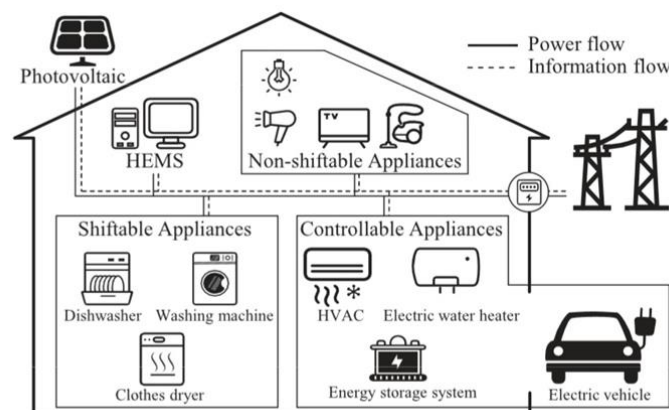 Power flow
Information flow
Photovoltaic
TV
HEMS
Non-shiftable Appliances
Shiftable Appliances
Controllable Appliances
Dishwasher
Washing machine
HVAC
Electric water heater
Clothes dryer
Energy storage system
Electric vehicle